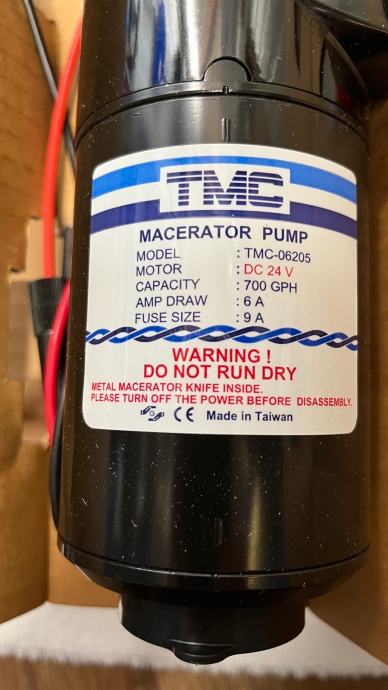 TMC
MACERATOR PUMP
MODEL : TMC-06205
MOTOR : DC 24 V
CAPACITY : 700 GPH
AMP DRAW : 6 A
FUSE SIZE : 9 A
WARNING !
DO NOT RUN DRY
METAL MACERATOR KNIFE INSIDE.
PLEASE TURN OFF THE POWER BEFORE DISASSEMBLY.
CE Made in Taiwan